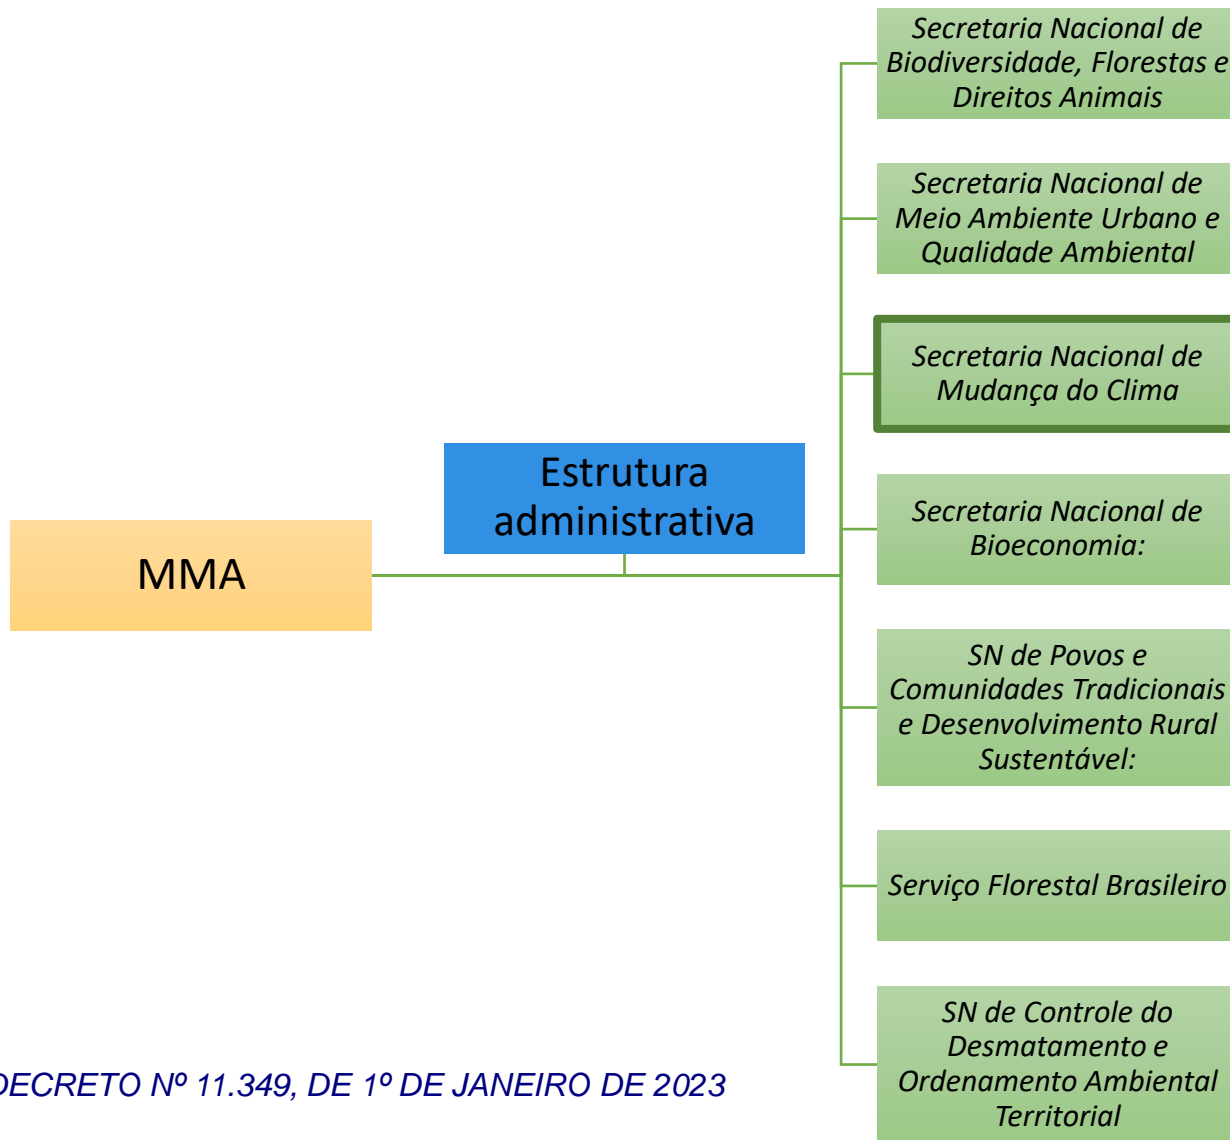 Secretaria Nacional de
Biodiversidade, Florestas e
Direitos Animais
Secretaria Nacional de
Meio Ambiente Urbano e
Qualidade Ambiental
Secretaria Nacional de
Mudança do Clima
Estrutura
administrativa
MMA
Secretaria Nacional de
Bioeconomia:
SN de Povos e
Comunidades Tradicionais
e Desenvolvimento Rural
Sustentável:
Serviço Florestal Brasileiro
SN de Controle do
Desmatamento e
Ordenamento Ambiental
Territorial
DECRETO Nº 11.349, DE 1º DE JANEIRO DE 2023